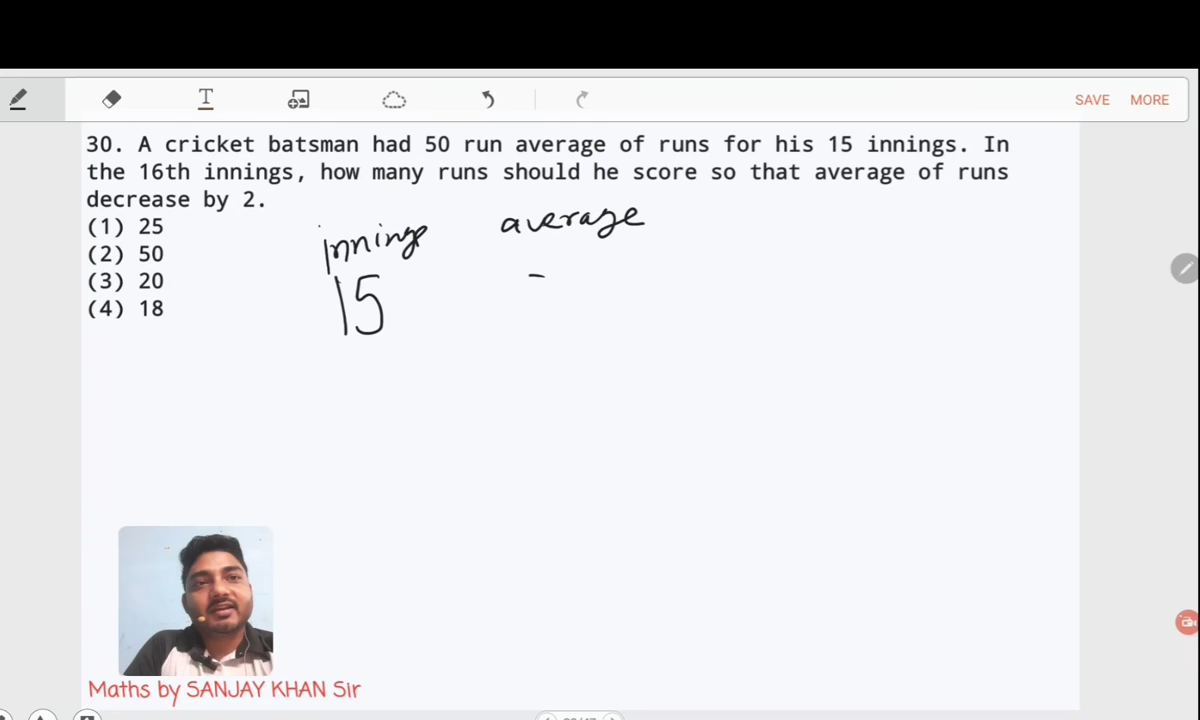 SAVE MORE
30. A cricket batsman had 50 run average of runs for his 15 innings. In
the 16th innings, how many runs should he score so that average of runs
decrease by 2.
(1) 25
(2) 50
(3) 20
(4) 18
innings average
15
Maths by SANJAY KHAN Sir